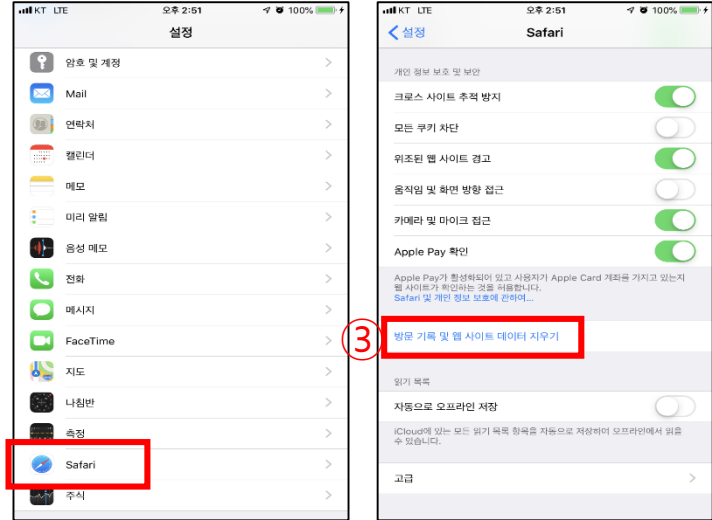 KT LTE 오후 2:51 100%
설정
암호 및 계정
Mail
연락처
캘린더
메모
미리 알림
음성 메모
전화
메시지
FaceTime
지도
나침반
측정
Safari
주식
KT LTE 오후 2:51 100%
설정 Safari
개인 정보 보호 및 보안
크로스 사이트 추적 방지
모든 쿠키 차단
위조된 웹 사이트 경고
움직임 및 화면 방향 접근
카메라 및 마이크 접근
Apple Pay 확인
Apple Pay가 활성화되어 있고 사용자가 Apple Card 계좌를 가지고 있는지
웹 사이트가 확인하는 것을 허용합니다.
Safari 및 개인 정보 보호에 관하여...
③
방문 기록 및 웹 사이트 데이터 지우기
읽기 목록
자동으로 오프라인 저장
iCloud에 있는 모든 읽기 목록 항목을 자동으로 저장하여 오프라인에서 읽을
수 있습니다.
고급